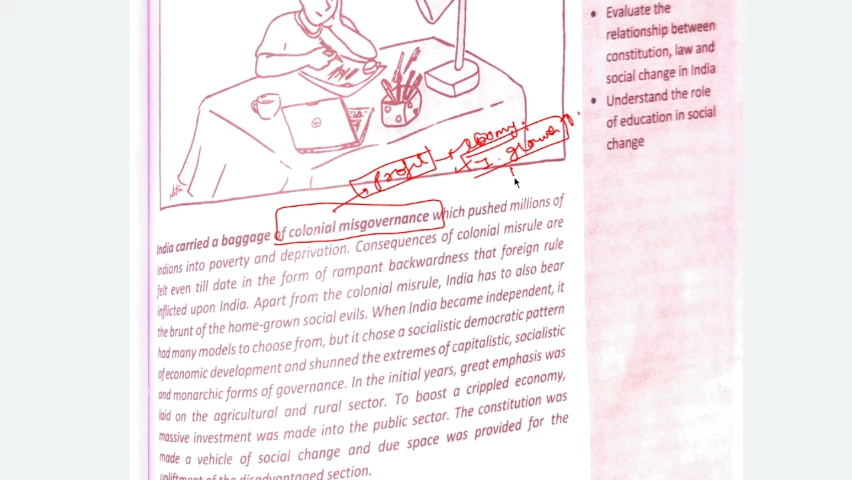 • Evaluate the
relationship between
constitution, law and
social change in India
• Understand the role
of education in social
change
Profit
I. growth
India carried a baggage of colonial misgovernance which pushed millions of
Indians into poverty and deprivation. Consequences of colonial misrule are
felt even till date in the form of rampant backwardness that foreign rule
inflicted upon India. Apart from the colonial misrule, India has to also bear
the brunt of the home-grown social evils. When India became independent, it
had many models to choose from, but it chose a socialistic democratic pattern
of economic development and shunned the extremes of capitalistic, socialistic
and monarchic forms of governance. In the initial years, great emphasis was
laid on the agricultural and rural sector. To boost a crippled economy,
massive investment was made into the public sector. The constitution was
made a vehicle of social change and due space was provided for the
upliftment of the disadvantaged section.